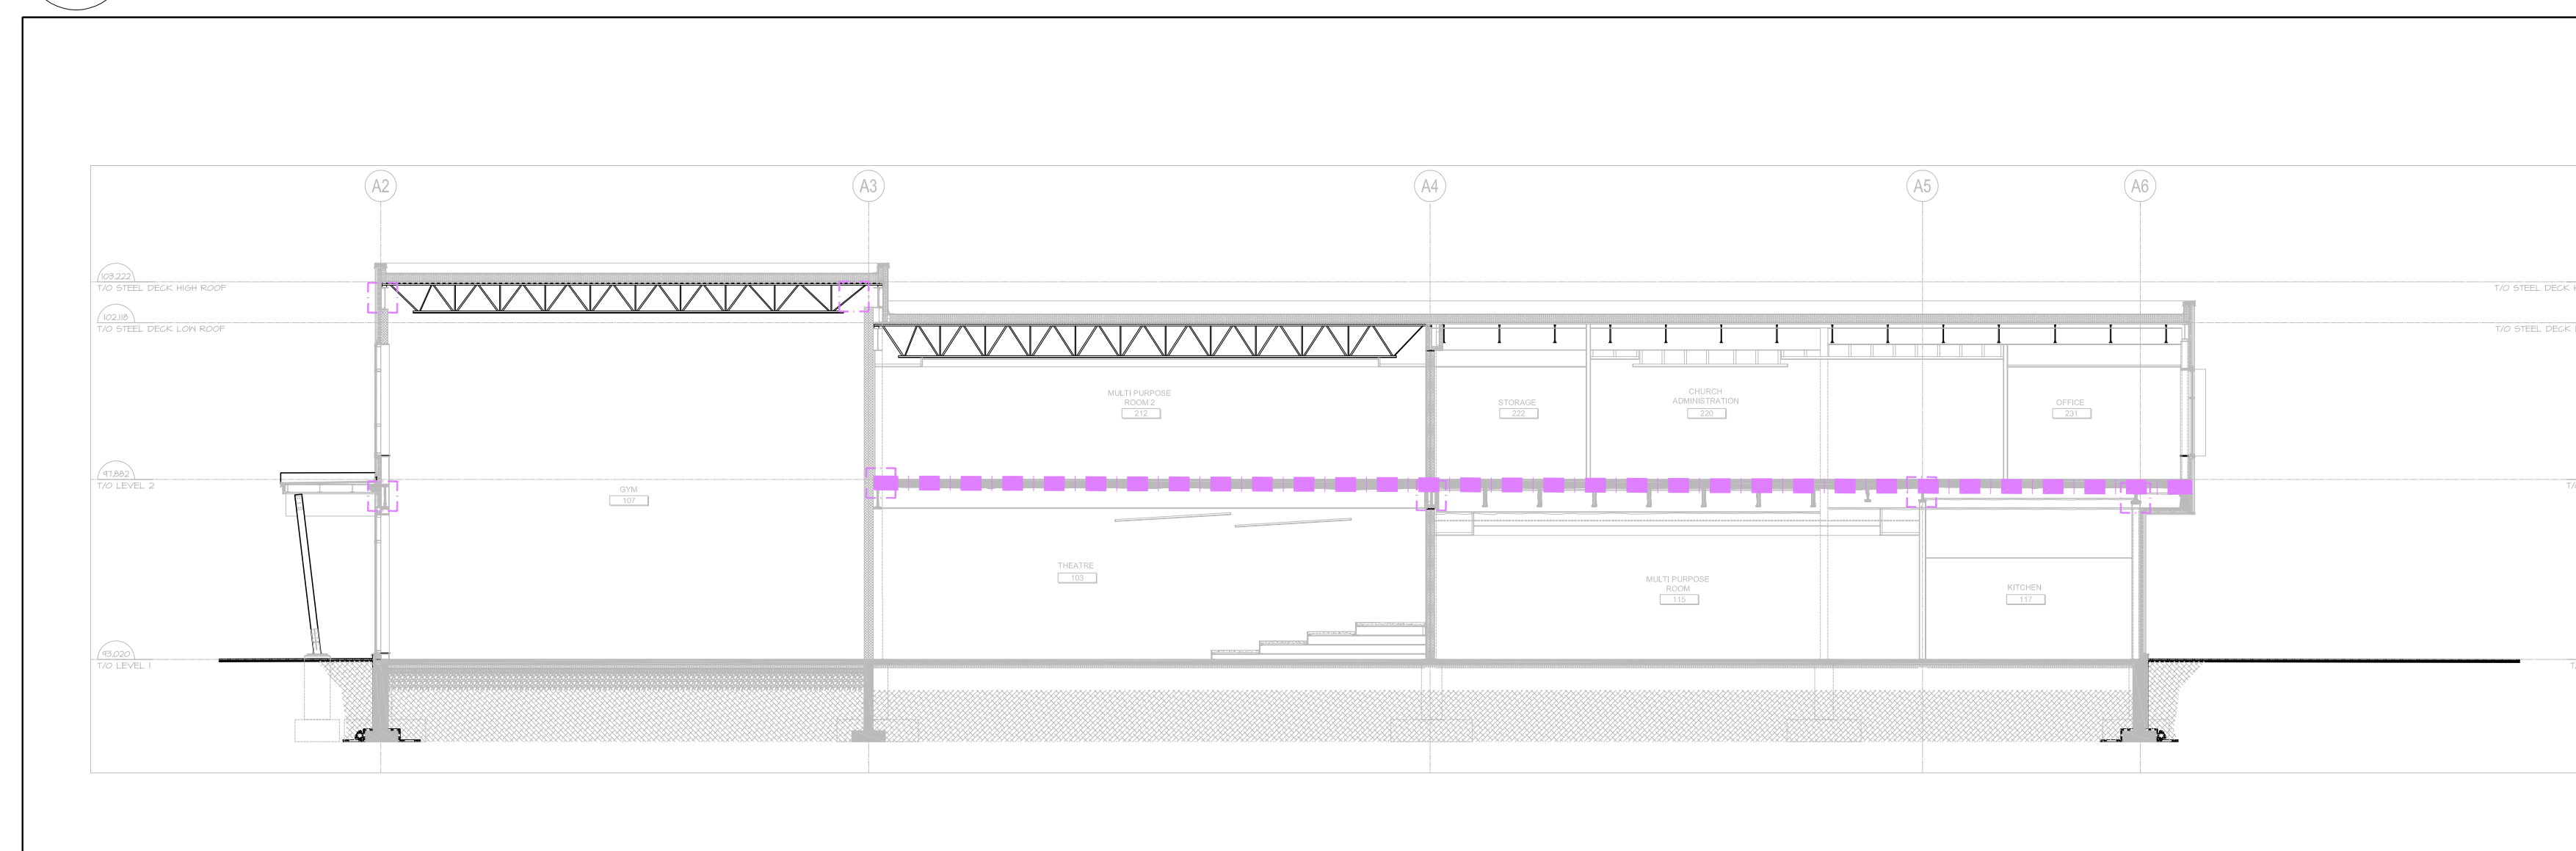 A2
A3
A4
A5
A6
103.222
T/O STEEL DECK HIGH ROOF
T/O STEEL DECK
102.118
T/O STEEL DECK LOW ROOF
T/O STEEL DECK
MULTI PURPOSE
ROOM 2
212
STORAGE
222
CHURCH
ADMINISTRATION
220
OFFICE
231
97.882
T/O LEVEL 2
GYM
107
THEATRE
103
MULTI PURPOSE
ROOM
115
KITCHEN
117
93.020
T/O LEVEL 1